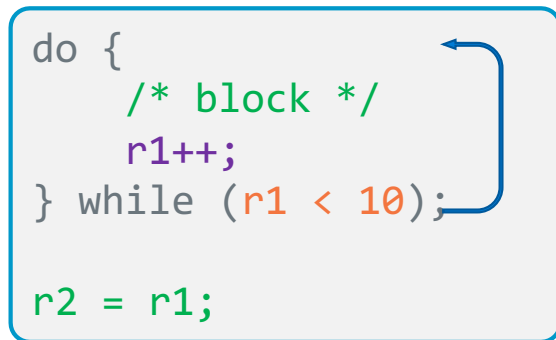 do {
    /* block */
    r1++;
} while (r1 < 10);
r2 = r1;